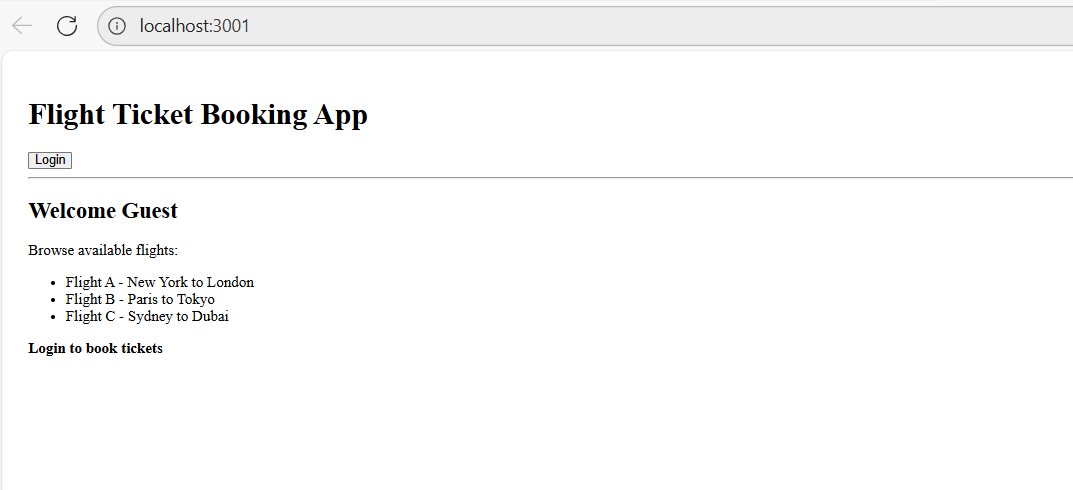 localhost:3001
Flight Ticket Booking App
Login
Welcome Guest
Browse available flights:
Flight A - New York to London
Flight B - Paris to Tokyo
Flight C - Sydney to Dubai
Login to book tickets